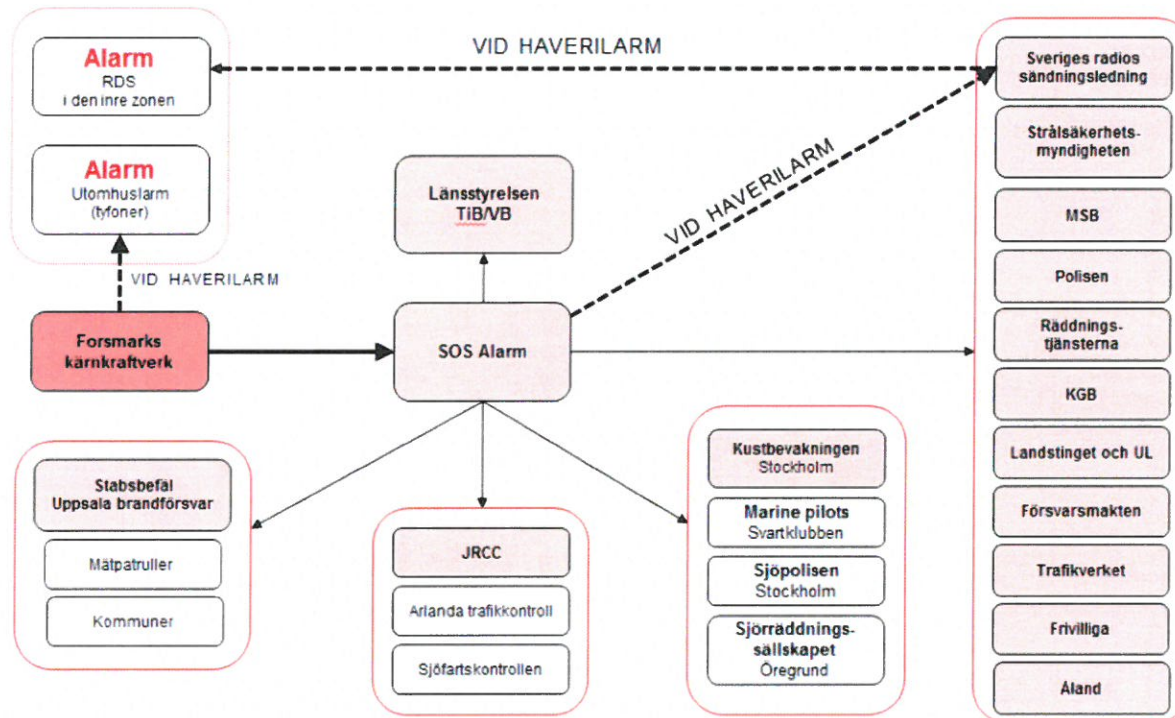 Alarm
RDS
i den inre zonen
VID HAVERILARM
Sveriges radios
sändningsledning
Alarm
Utomhuslarm
(tyfoner)
Länsstyrelsen
TiB/VB
VID HAVERILARM
Strålsäkerhets-
myndigheten
MSB
VID HAVERILARM
Polisen
Forsmarks
kärnkraftverk
SOS Alarm
Räddnings-
tjänsterna
KGB
Landstinget och UL
Försvarsmakten
Trafikverket
Frivilliga
Åland
Stabsbefäl
Uppsala brandförsvar
Mätpatruller
Kommuner
JRCC
Arlanda trafikkontroll
Sjöfartskontrollen
Kustbevakningen
Stockholm
Marine pilots
Svartklubben
Sjöpolisen
Stockholm
Sjörräddnings-
sällskapet
Öregrund